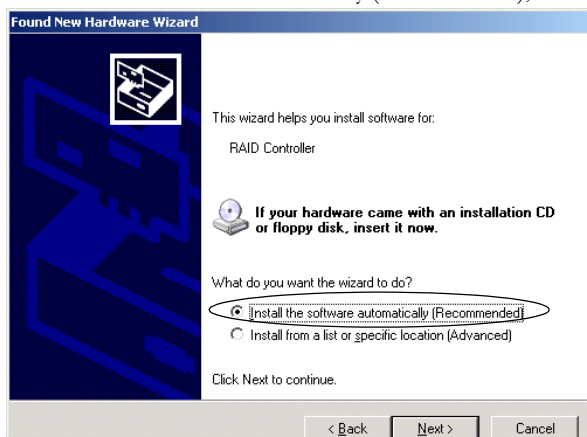 Found New Hardware Wizard
This wizard helps you install software for:
RAID Controller
If your hardware came with an installation CD
or floppy disk, insert it now.
What do you want the wizard to do?
Install the software automatically (Recommended)
Install from a list or specific location (Advanced)
Click Next to continue.
< Back Next > Cancel